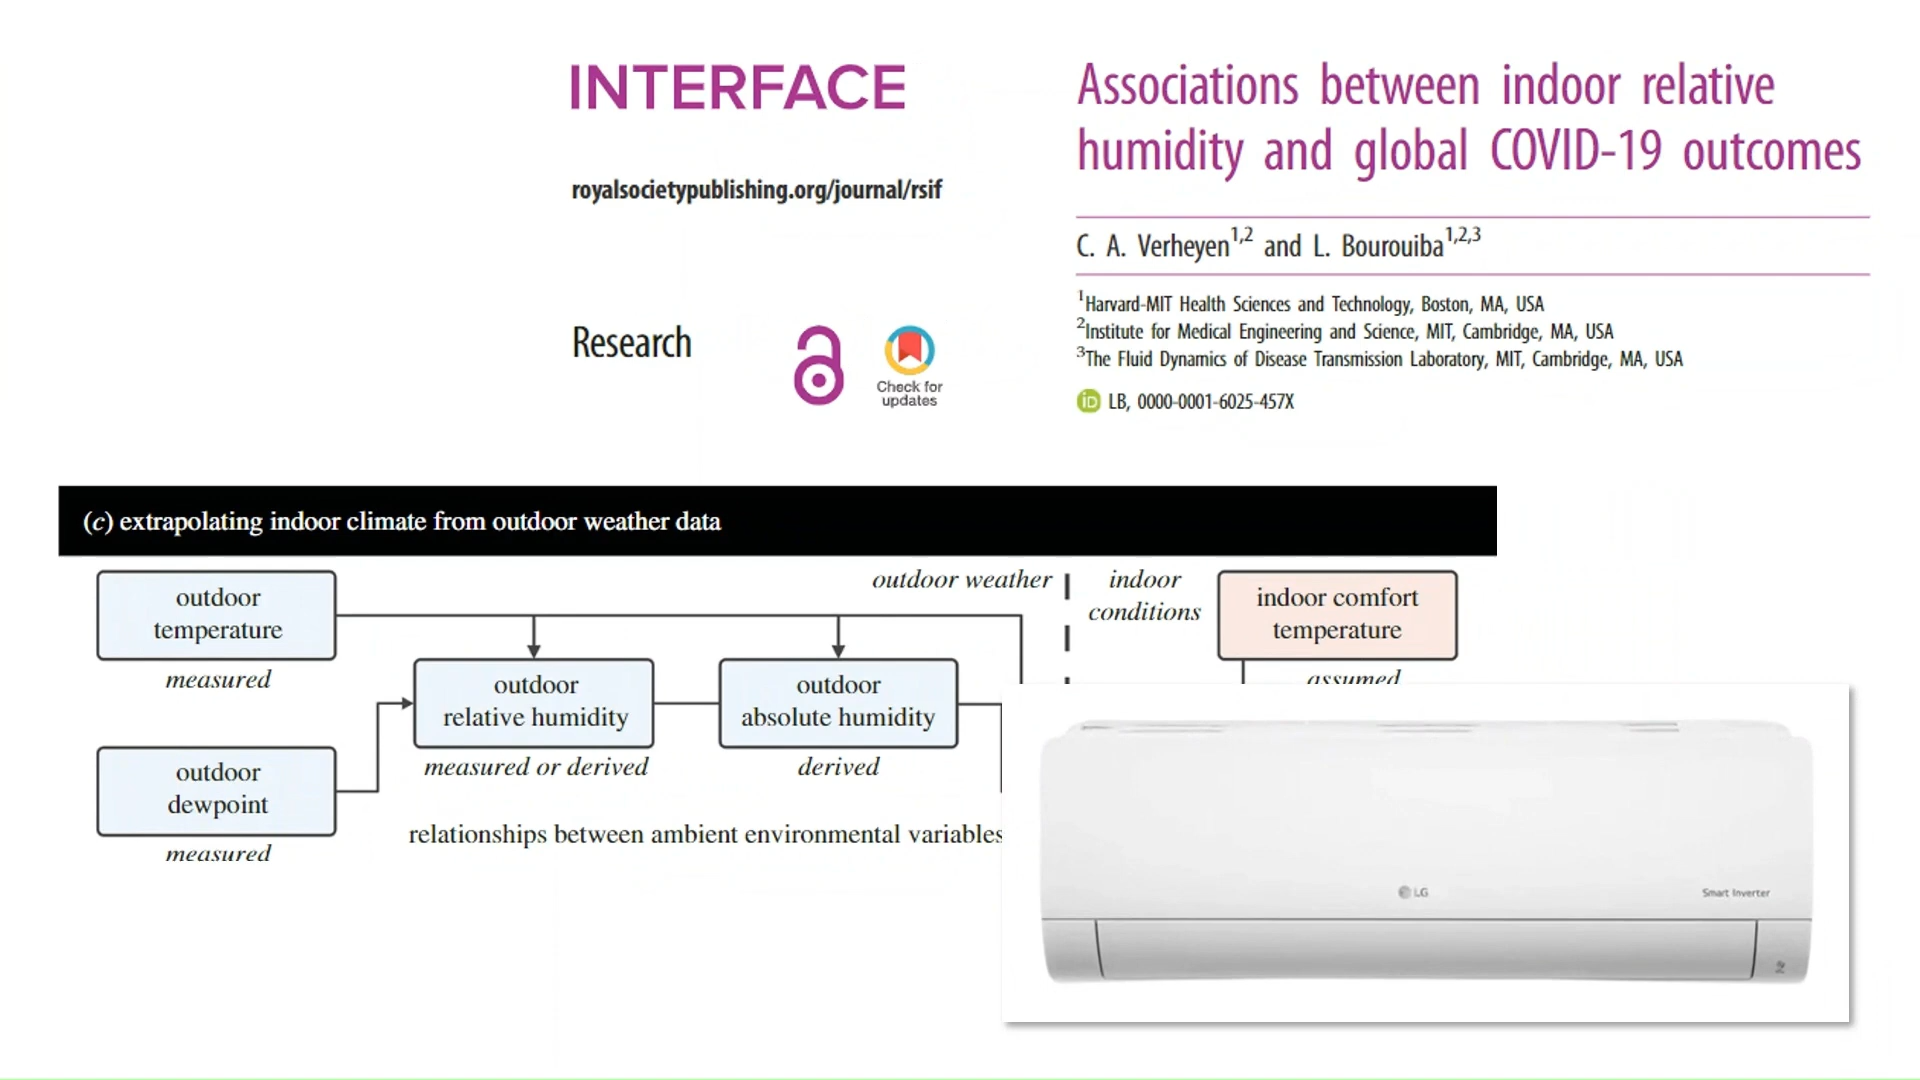 INTERFACE
royalsocietypublishing.org/journal/rsif
Research
Check for
updates
Associations between indoor relative
humidity and global COVID-19 outcomes
C. A. Verheyen1,2 and L. Bourouiba1,2,3
1Harvard-MIT Health Sciences and Technology, Boston, MA, USA
2Institute for Medical Engineering and Science, MIT, Cambridge, MA, USA
3The Fluid Dynamics of Disease Transmission Laboratory, MIT, Cambridge, MA, USA
iD LB, 0000-0001-6025-457X
(c) extrapolating indoor climate from outdoor weather data
outdoor
temperature
measured
outdoor
dewpoint
measured
outdoor
relative humidity
measured or derived
outdoor
absolute humidity
derived
relationships between ambient environmental variables
outdoor weather
indoor
conditions
indoor comfort
temperature
assumed
LG
Smart Inverter